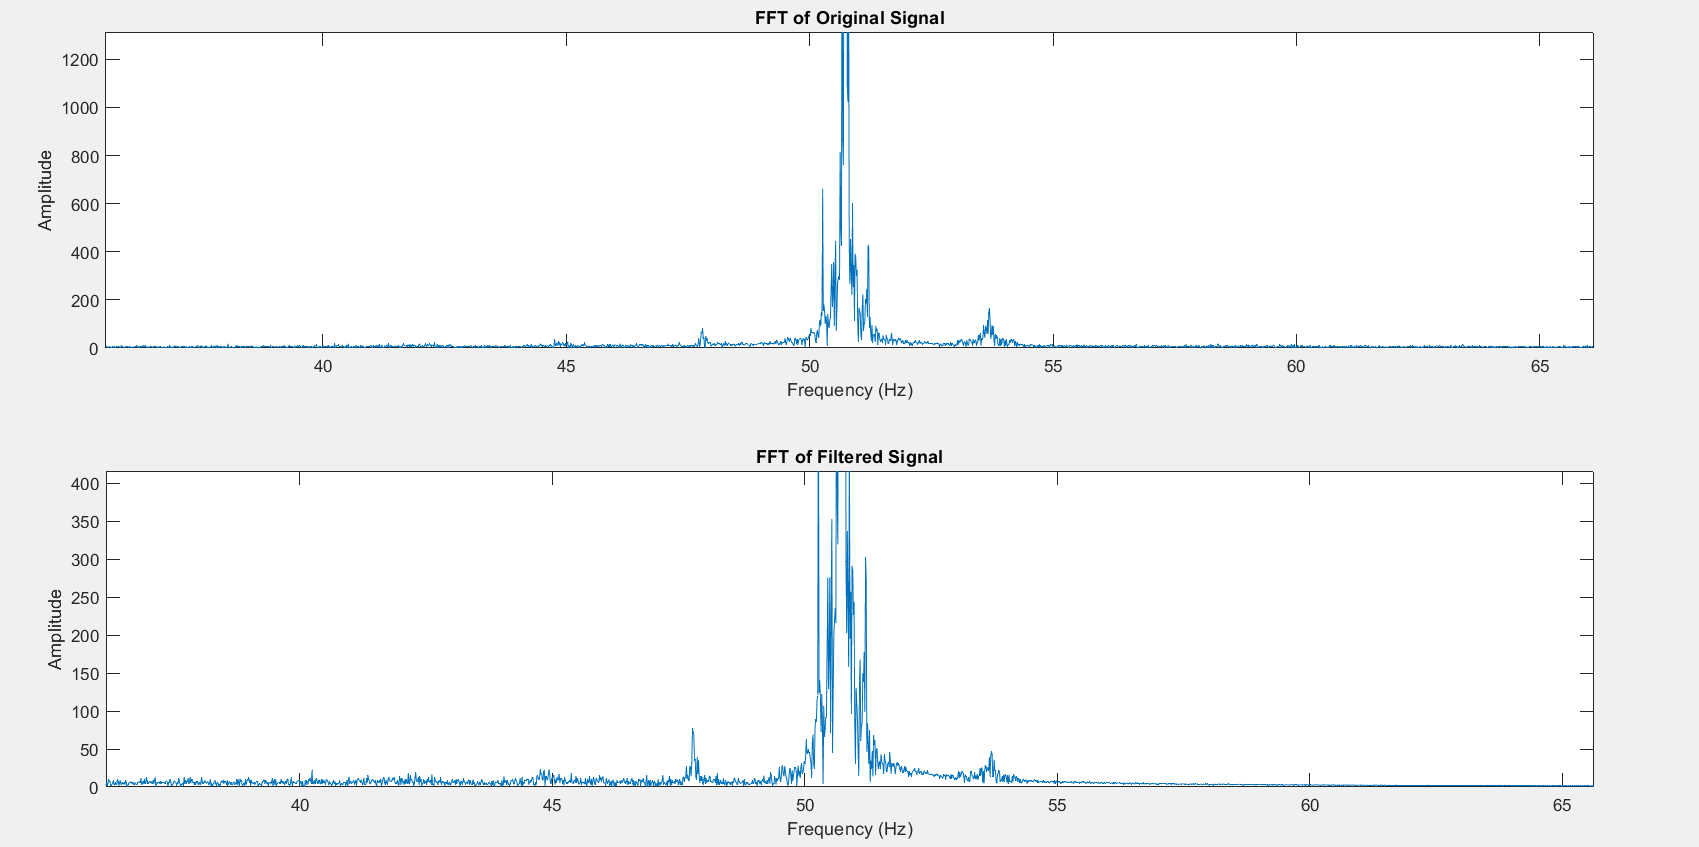 FFT of Original Signal
1200
1000
800
600
400
200
0
Amplitude
40 45 50 55 60 65
Frequency (Hz)
FFT of Filtered Signal
400
350
300
250
200
150
100
50
0
Amplitude
40 45 50 55 60 65
Frequency (Hz)